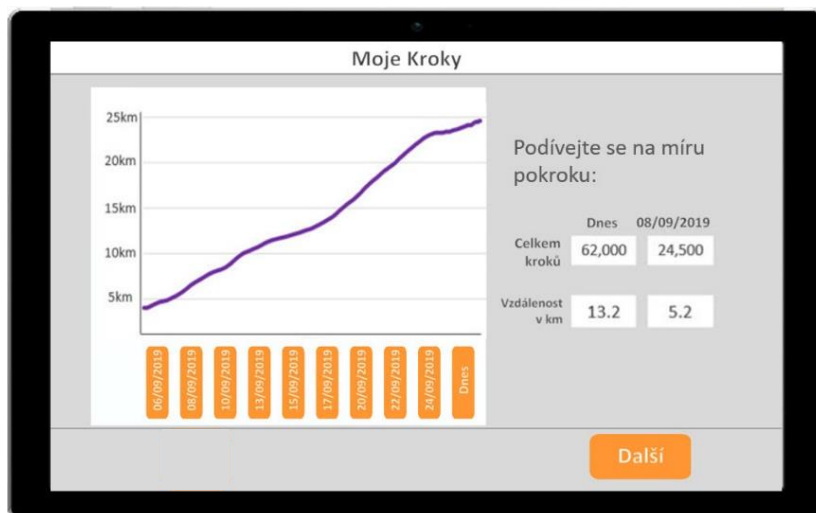 Moje Kroky
25km
20km
15km
10km
5km
06/09/2019
08/09/2019
10/09/2019
13/09/2019
15/09/2019
17/09/2019
20/09/2019
22/09/2019
24/09/2019
Dnes
Podívejte se na míru
pokroku:
Dnes 08/09/2019
Celkem
kroků
62,000 24,500
Vzdálenost
v km
13.2 5.2
Další